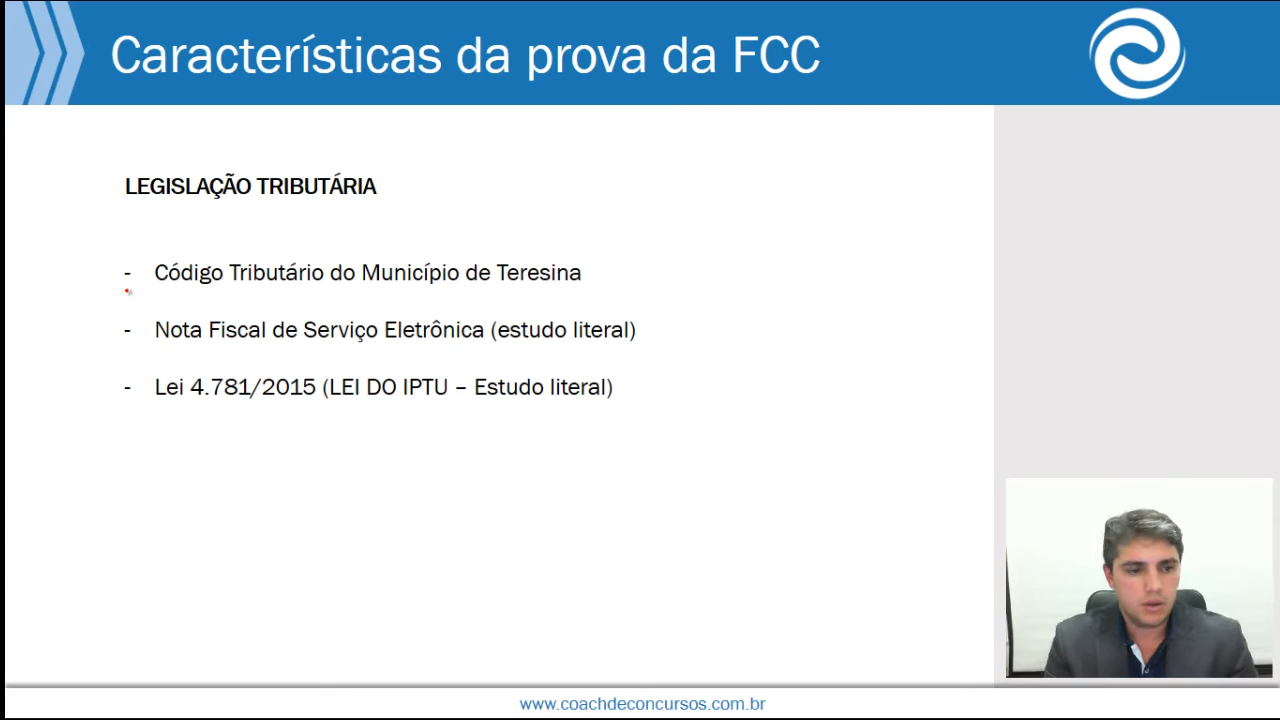 Características da prova da FCC
LEGISLAÇÃO TRIBUTÁRIA
- Código Tributário do Município de Teresina
- Nota Fiscal de Serviço Eletrônica (estudo literal)
- Lei 4.781/2015 (LEI DO IPTU – Estudo literal)
www.coachdeconcursos.com.br